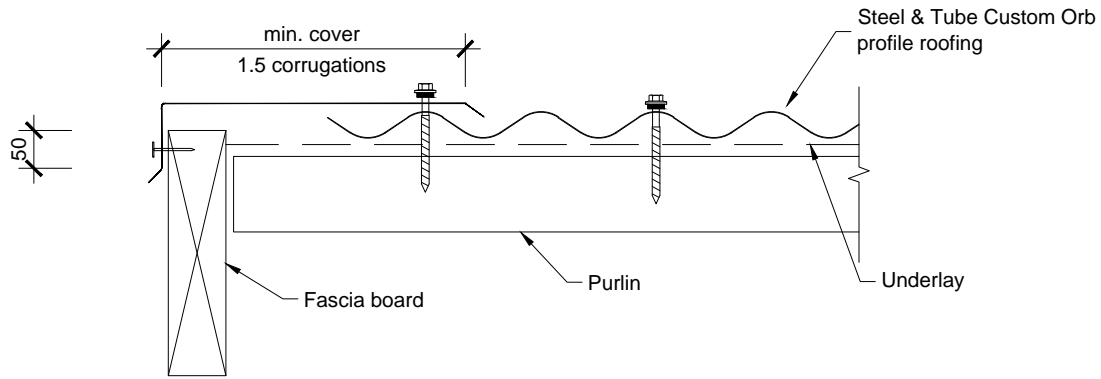 Steel & Tube Custom Orb
profile roofing
min. cover
1.5 corrugations
50
Underlay
Purlin
Fascia board